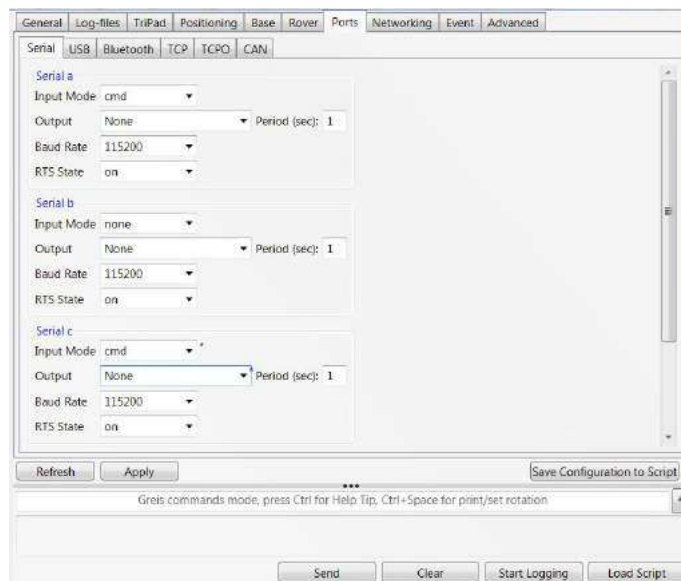 General Log-files TriPad Positioning Base Rover Ports Networking Event Advanced
Serial USB Bluetooth TCP TCPO CAN
Serial a
Input Mode cmd
Output None Period (sec): 1
Baud Rate 115200
RTS State on
Serial b
Input Mode none
Output None Period (sec): 1
Baud Rate 115200
RTS State on
Serial c
Input Mode cmd
Output None Period (sec): 1
Baud Rate 115200
RTS State on
Refresh Apply Save Configuration to Script
Greis commands mode, press Ctrl for Help Tip, Ctrl+Space for print/set rotation
Send Clear Start Logging Load Script